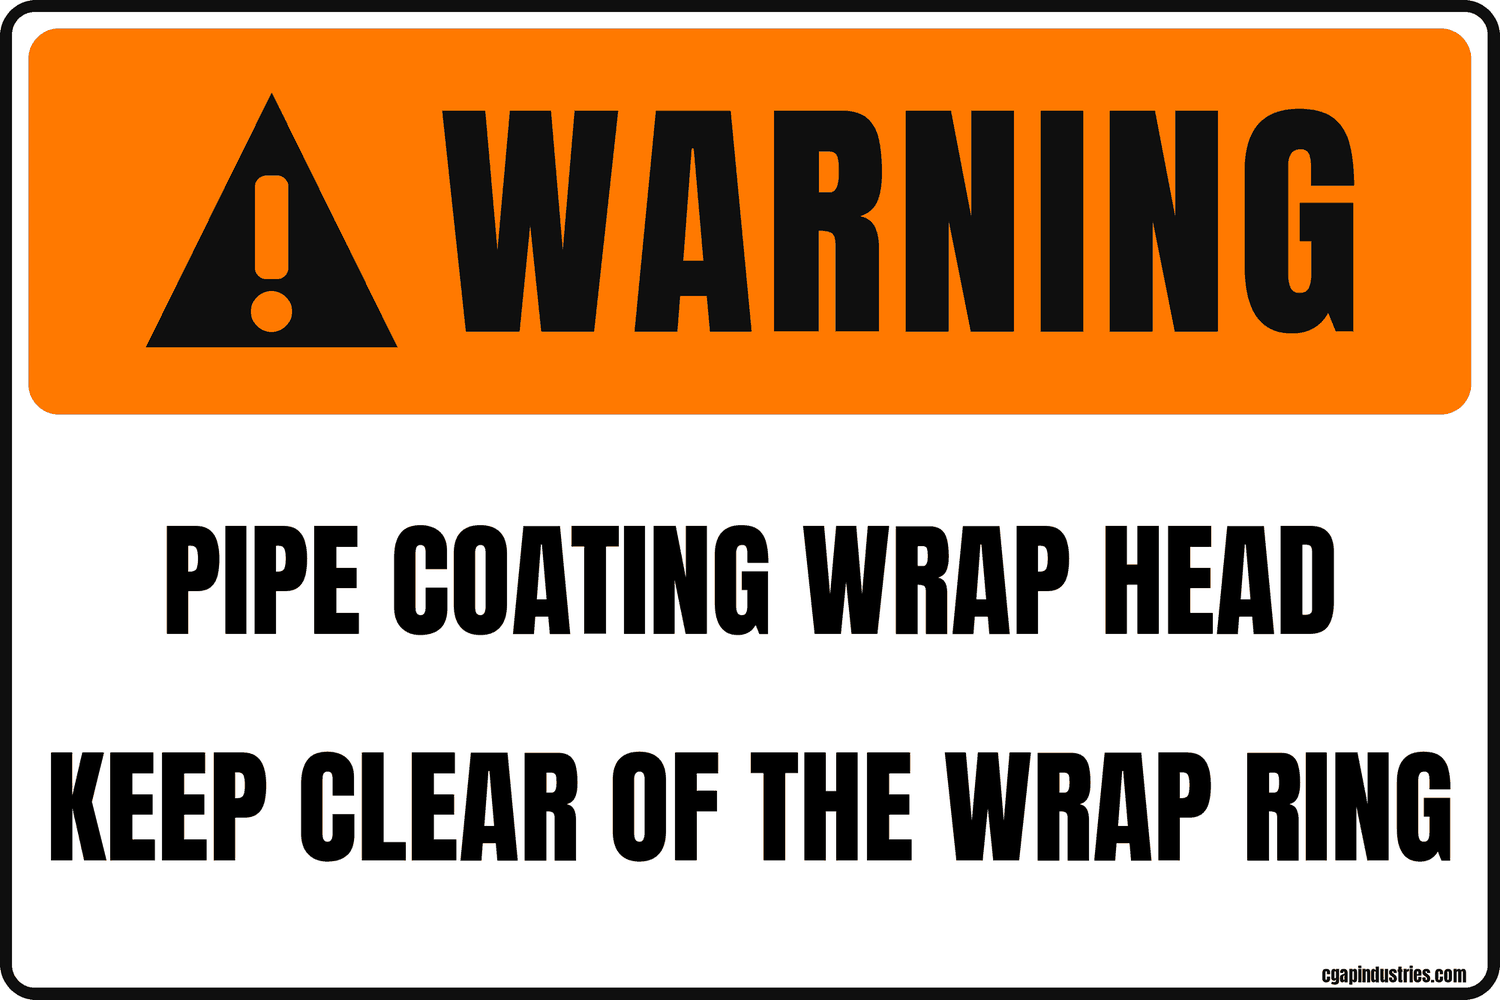 WARNING
PIPE COATING WRAP HEAD
KEEP CLEAR OF THE WRAP RING
cgapindustries.com